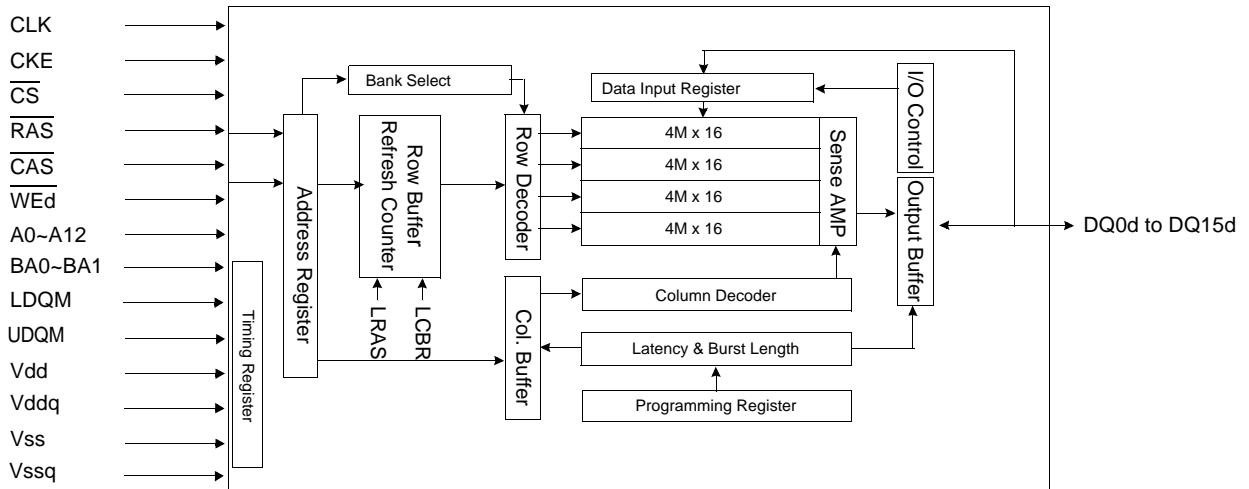 CLK
CKE
CS
RAS
CAS
WEd
A0~A12
BA0~BA1
LDQM
UDQM
Vdd
Vddq
Vss
Vssq
Timing Register
Address Register
Bank Select
Row Buffer
Refresh Counter
LRAS
LCBR
Row Decoder
Col. Buffer
Data Input Register
4M x 16
4M x 16
4M x 16
4M x 16
Sense AMP
Column Decoder
Latency & Burst Length
Programming Register
I/O Control
Output Buffer
DQ0d to DQ15d